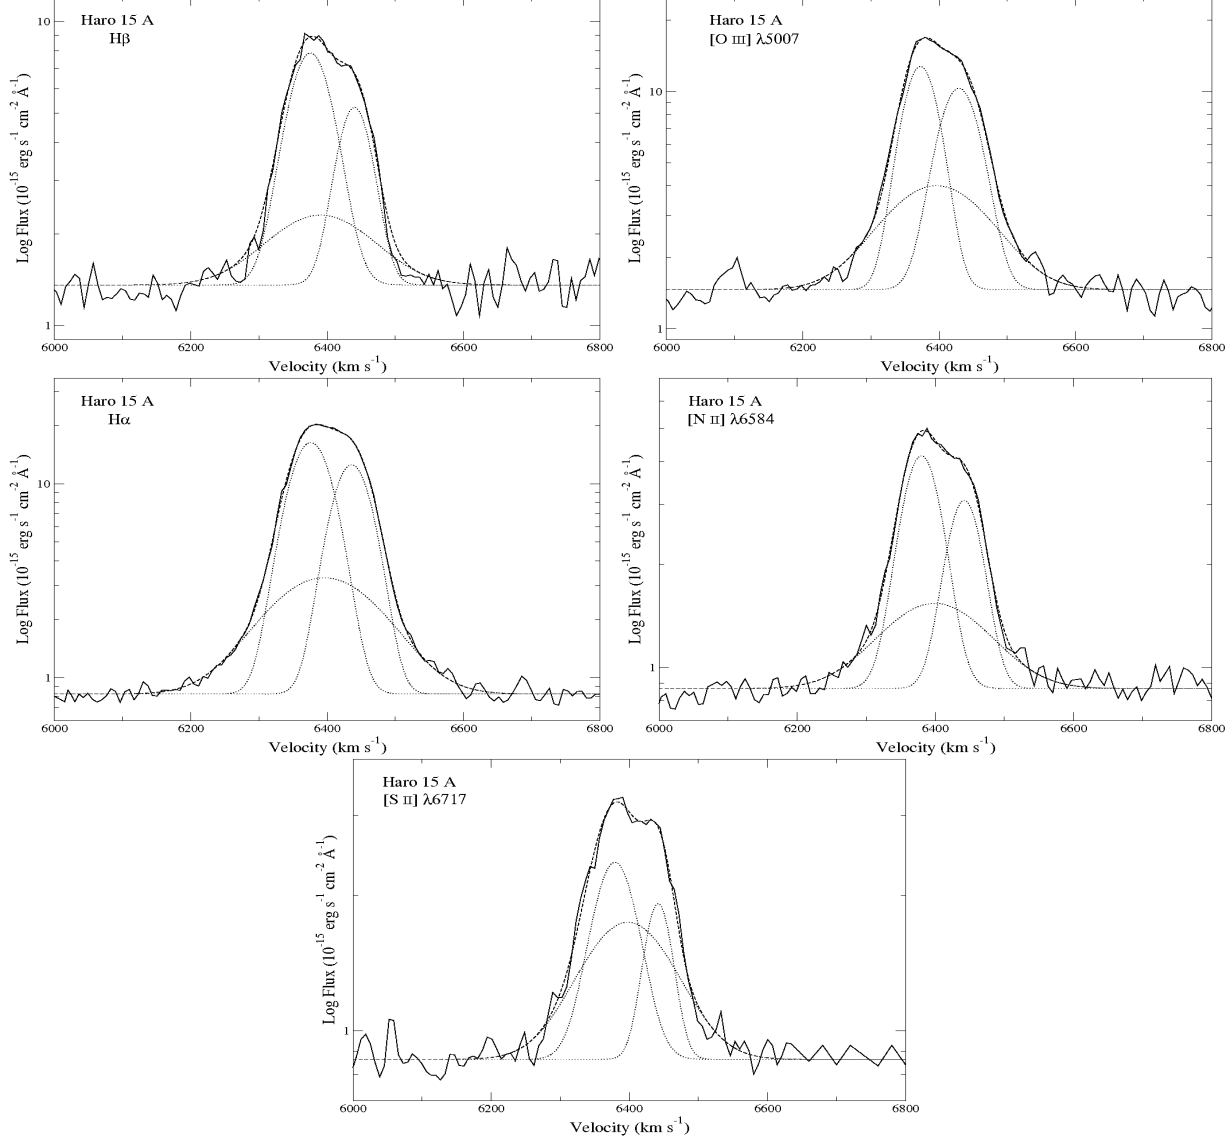 Haro 15 A
Hβ
Log Flux (10⁻¹⁵ erg s⁻¹ cm⁻² Å⁻¹)
10
1
6000 6200 6400 6600 6800
Velocity (km s⁻¹)
Haro 15 A
[O III] λ5007
Log Flux (10⁻¹⁵ erg s⁻¹ cm⁻² Å⁻¹)
10
1
6000 6200 6400 6600 6800
Velocity (km s⁻¹)
Haro 15 A
Hα
Log Flux (10⁻¹⁵ erg s⁻¹ cm⁻² Å⁻¹)
10
1
6000 6200 6400 6600 6800
Velocity (km s⁻¹)
Haro 15 A
[N II] λ6584
Log Flux (10⁻¹⁵ erg s⁻¹ cm⁻² Å⁻¹)
1
6000 6200 6400 6600 6800
Velocity (km s⁻¹)
Haro 15 A
[S II] λ6717
Log Flux (10⁻¹⁵ erg s⁻¹ cm⁻² Å⁻¹)
1
6000 6200 6400 6600 6800
Velocity (km s⁻¹)